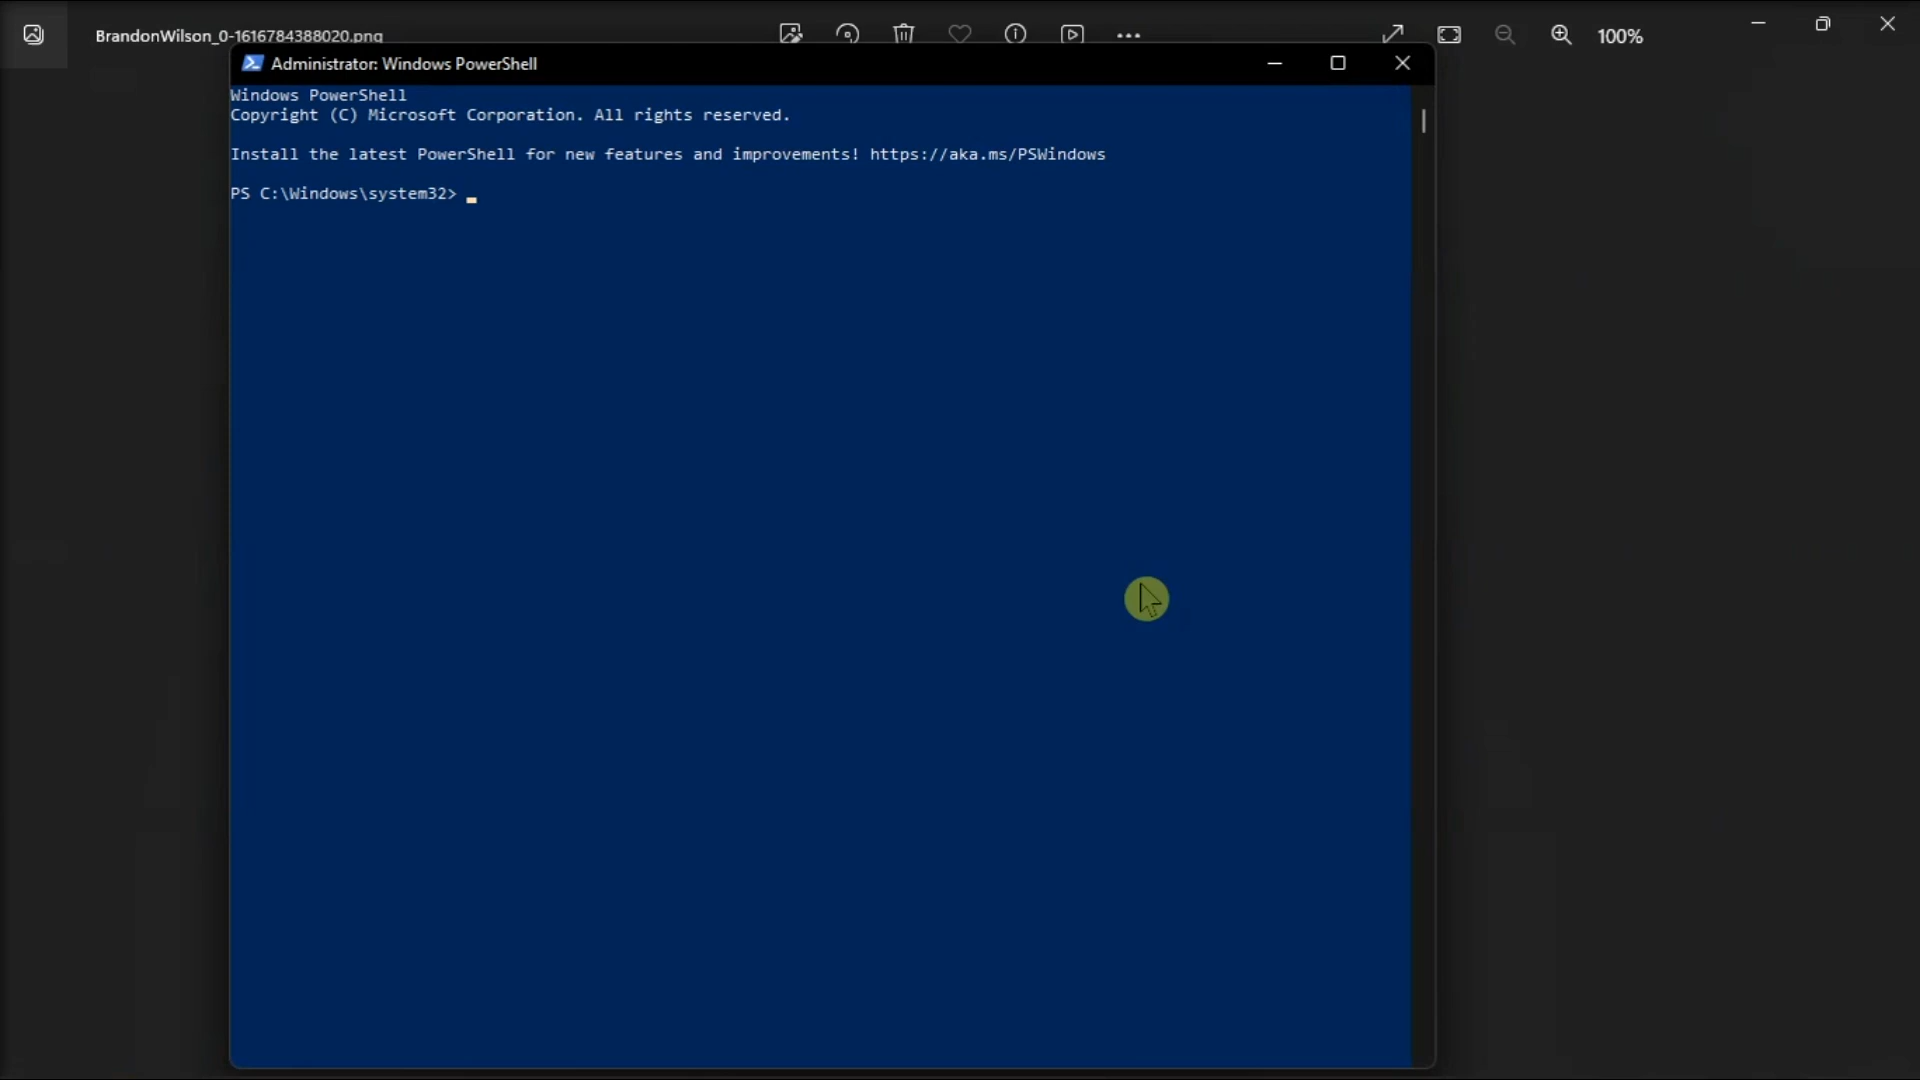 BrandonWilson_0-1616784388020.png
100%
Administrator: Windows PowerShell
Windows PowerShell
Copyright (C) Microsoft Corporation. All rights reserved.
Install the latest PowerShell for new features and improvements! https://aka.ms/PSWindows
PS C:\Windows\system32>